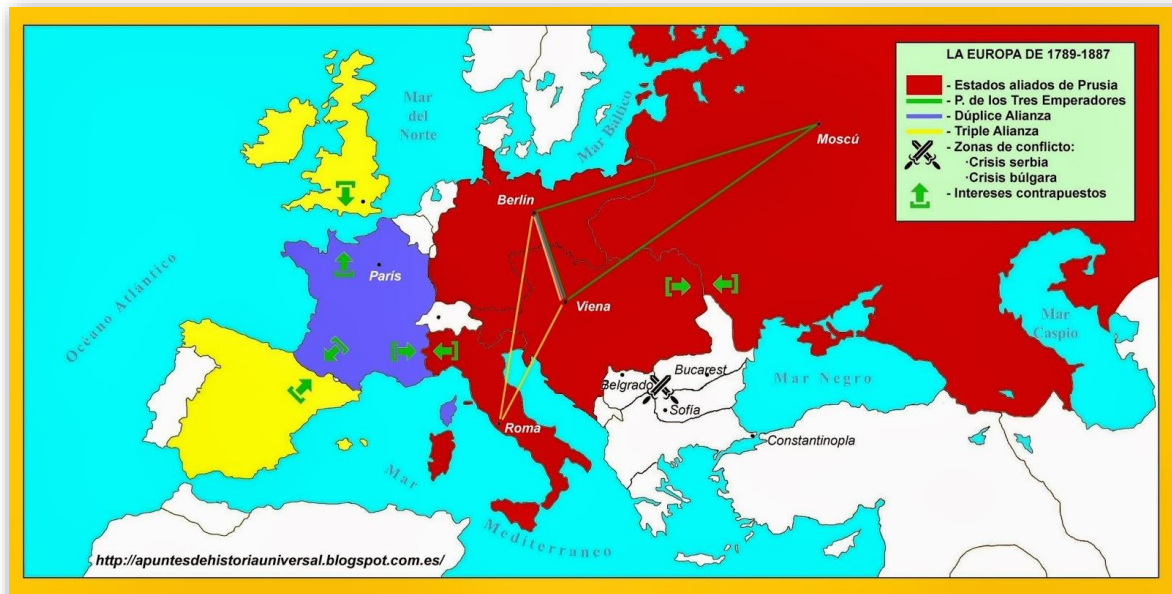 LA EUROPA DE 1789-1887
- Estados aliados de Prusia
- P. de los Tres Emperadores
- Dúplice Alianza
- Triple Alianza
- Zonas de conflicto:
·Crisis serbia
·Crisis búlgara
- Intereses contrapuestos
Mar
del
Norte
Mar Baltico
Moscú
Berlín
Oceano Atlántico
París
Viena
Mar
Caspio
Bucarest
Belgrado
Mar Negro
Sofía
Roma
Constantinopla
Mar
Mediterraneo
http://apuntesdehistoriauniversal.blogspot.com.es/